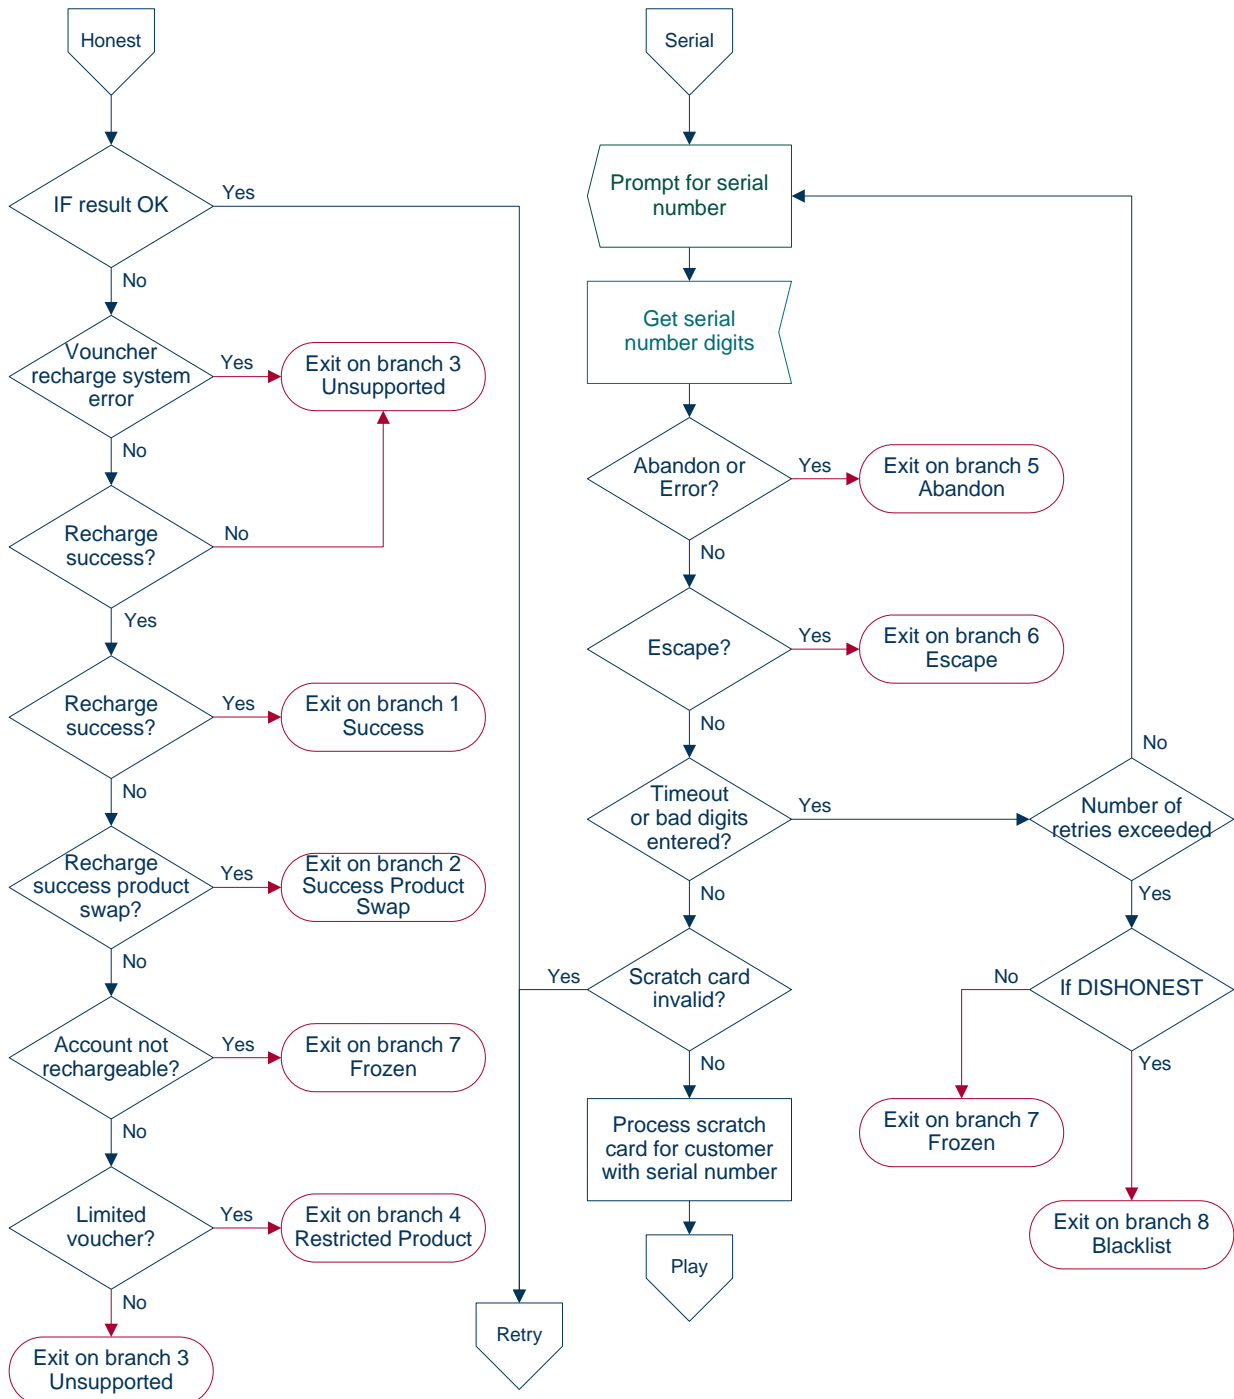 Honest
IF result OK
Yes
No
Vouncher
recharge system
error
Yes
Exit on branch 3
Unsupported
No
Recharge
success?
No
Yes
Recharge
success?
Yes
Exit on branch 1
Success
No
Recharge
success product
swap?
Yes
Exit on branch 2
Success Product
Swap
No
Account not
rechargeable?
Yes
Exit on branch 7
Frozen
No
Limited
voucher?
Yes
Exit on branch 4
Restricted Product
No
Exit on branch 3
Unsupported
Retry
Serial
Prompt for serial
number
Get serial
number digits
Abandon or
Error?
Yes
Exit on branch 5
Abandon
No
Escape?
Yes
Exit on branch 6
Escape
No
Timeout
or bad digits
entered?
Yes
No
Number of
retries exceeded
Yes
No
Scratch card
invalid?
Yes
No
Process scratch
card for customer
with serial number
Play
If DISHONEST
No
Yes
Exit on branch 7
Frozen
Exit on branch 8
Blacklist